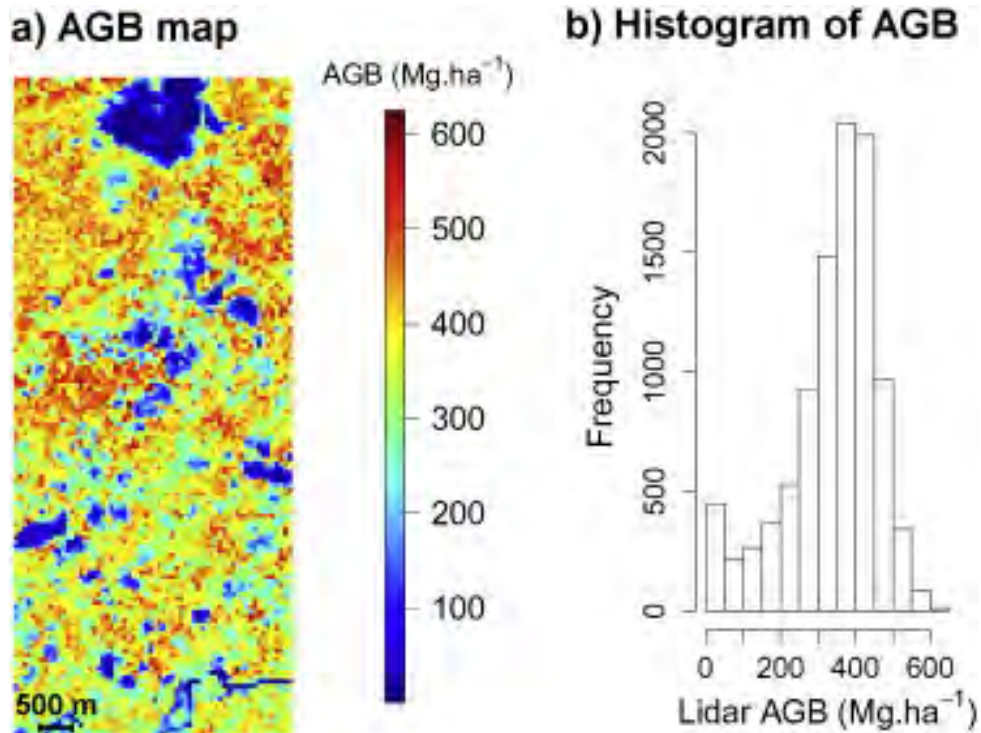 a) AGB map
AGB (Mg.ha⁻¹)
600
500
400
300
200
100
500 m
b) Histogram of AGB
Frequency
2000
1500
1000
500
0
0 200 400 600
Lidar AGB (Mg.ha⁻¹)